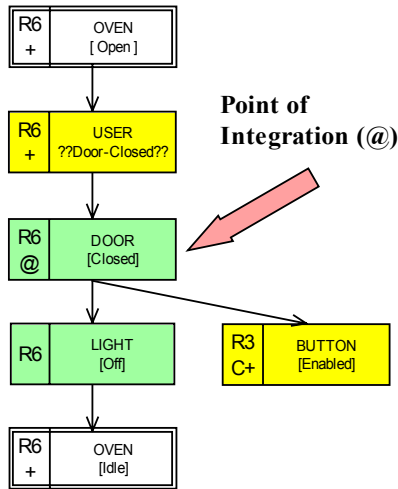 R6
+
OVEN
[ Open ]
Point of
Integration (@)
R6
+
USER
??Door-Closed??
R6
@
DOOR
[Closed]
R6
LIGHT
[Off]
R3
C+
BUTTON
[Enabled]
R6
+
OVEN
[Idle]